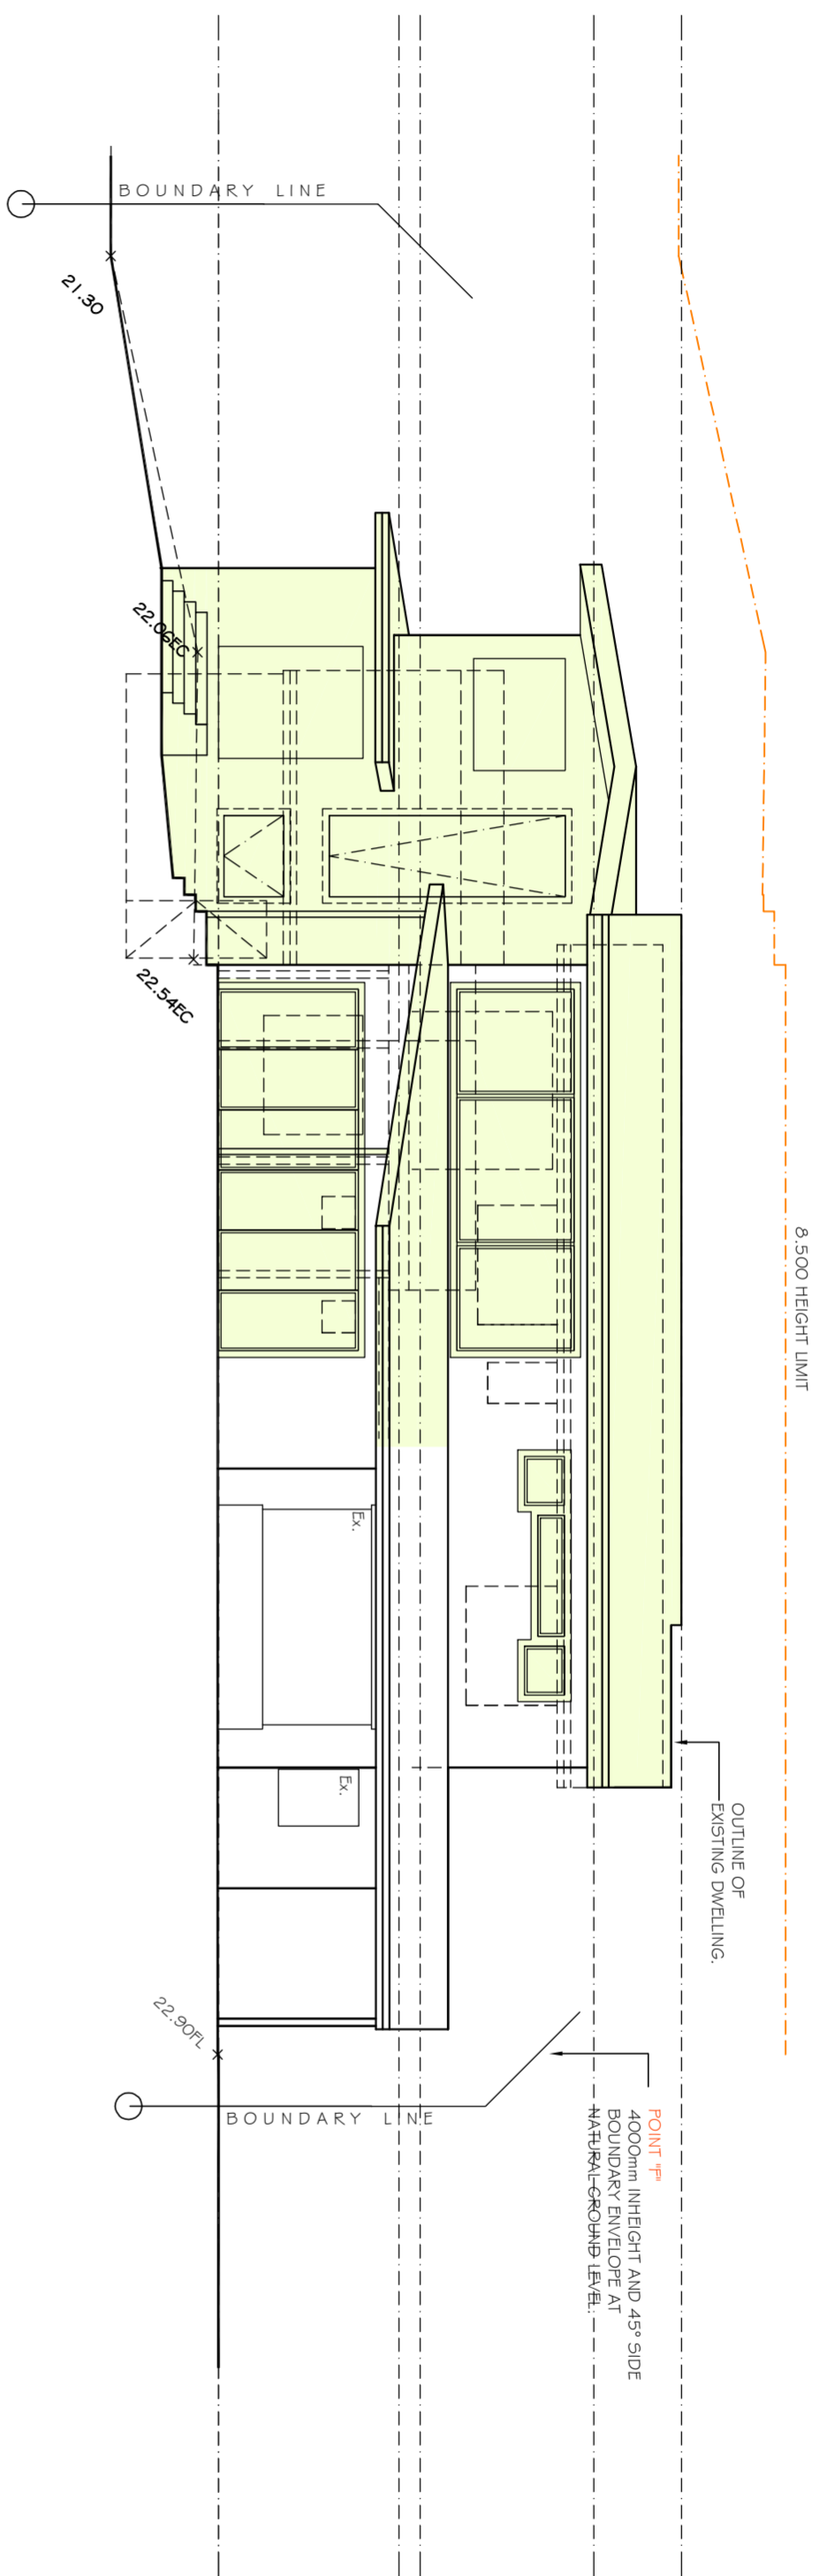 BOUNDARY LINE
21.30
22.06EC
22.54EC
8.500 HEIGHT LIMIT
Ex.
Ex.
OUTLINE OF
EXISTING DWELLING.
22.90FL
BOUNDARY LINE
POINT "F"
4000mm INHEIGHT AND 45° SIDE
BOUNDARY ENVELOPE AT
NATURAL GROUND LEVEL.